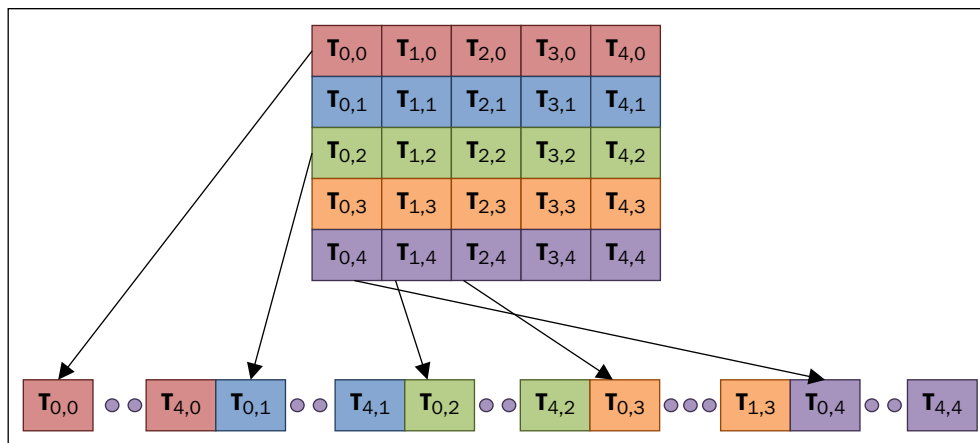 T0,0 T1,0 T2,0 T3,0 T4,0
T0,1 T1,1 T2,1 T3,1 T4,1
T0,2 T1,2 T2,2 T3,2 T4,2
T0,3 T1,3 T2,3 T3,3 T4,3
T0,4 T1,4 T2,4 T3,4 T4,4
T0,0 T4,0 T0,1 T4,1 T0,2 T4,2 T0,3 T1,3 T0,4 T4,4